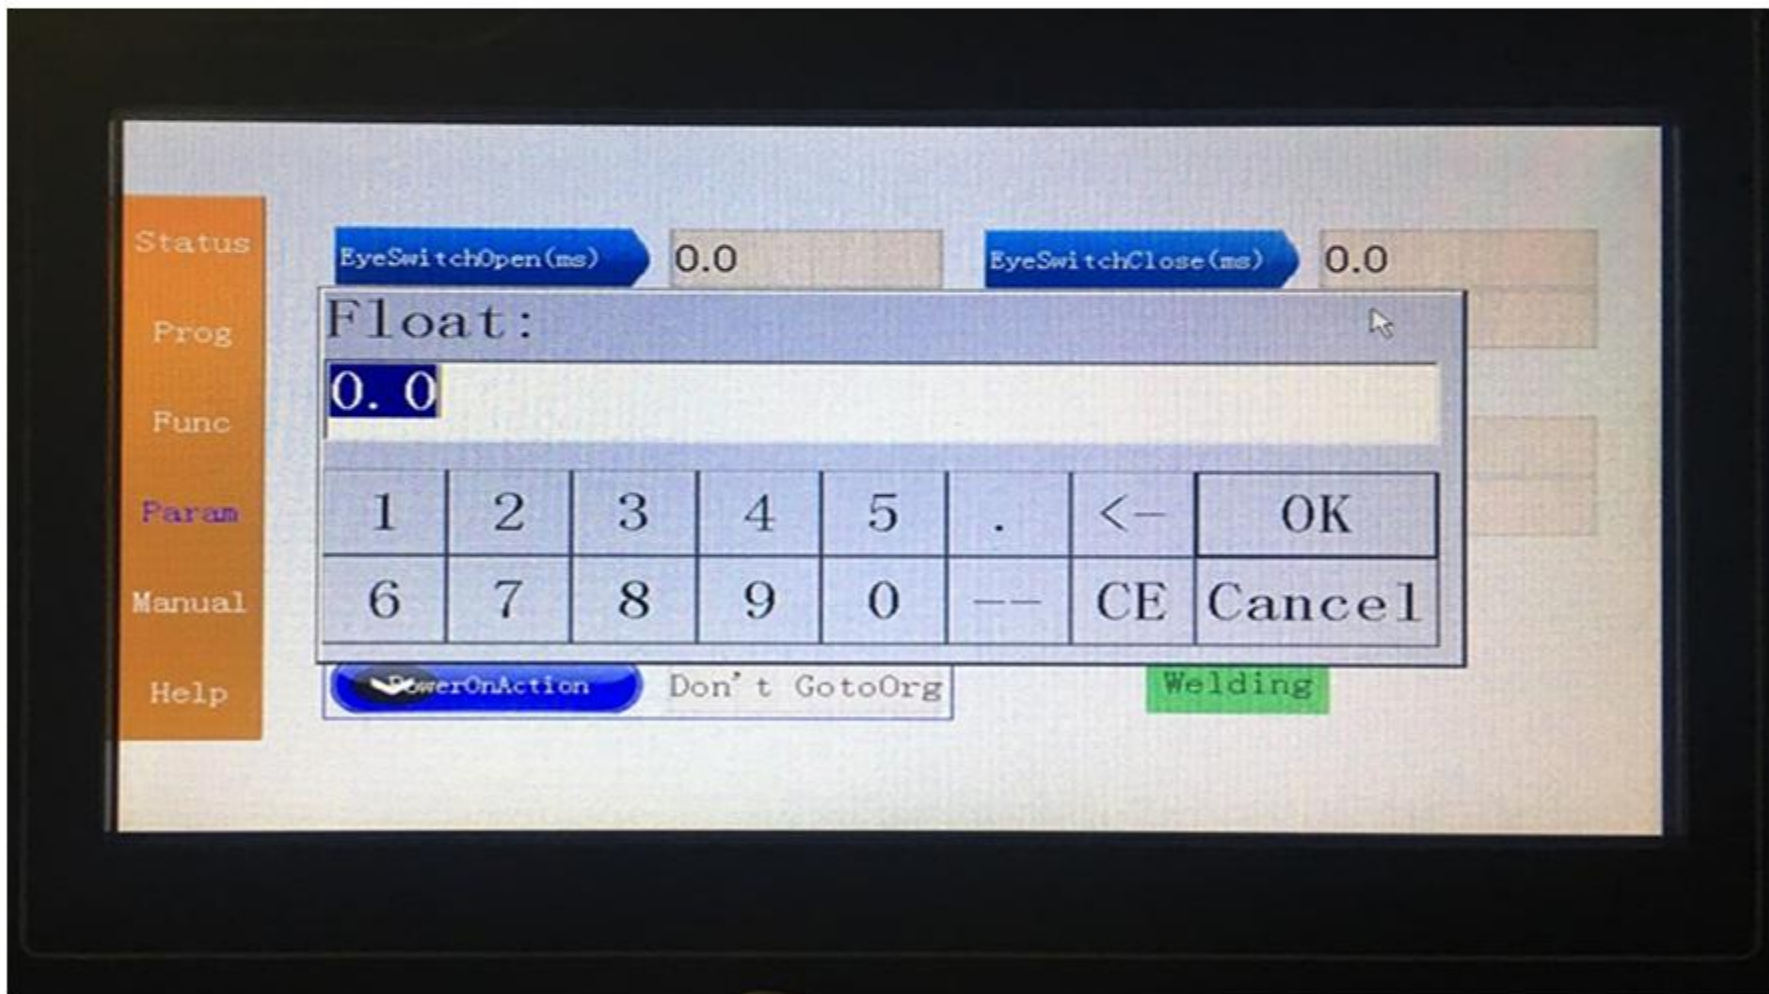 Status
EyeSwitchOpen(ms) 0.0 EyeSwitchClose(ms) 0.0
Float:
Prog
0.0
Func
1 2 3 4 5 . <- OK
Param
6 7 8 9 0 -- CE Cancel
Manual
PowerOnAction Don't GotoOrg Welding
Help